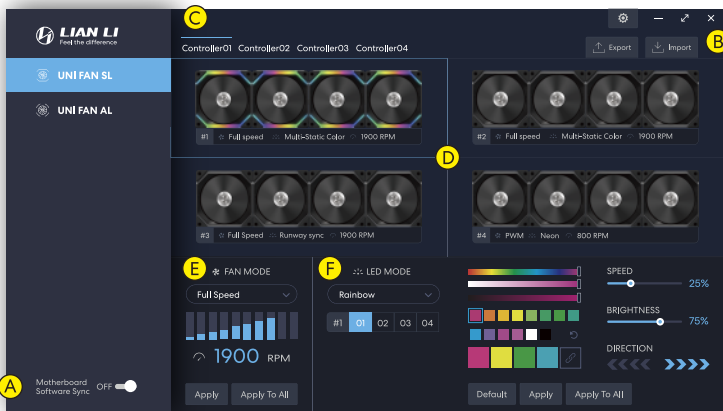 LIAN LI
Feel the difference
UNI FAN SL
UNI FAN AL
A
Motherboard
Software Sync
OFF
C
Controller01 Controller02 Controller03 Controller04
Export
Import
B
#1 Full speed Multi-Static Color 1900 RPM
#2 Full speed Multi-Static Color 1900 RPM
D
#3 Full Speed Runway sync 1900 RPM
#4 PWM Neon 800 RPM
E
FAN MODE
Full Speed
1900 RPM
Apply
Apply To All
F
LED MODE
Rainbow
#1 01 02 03 04
SPEED
25%
BRIGHTNESS
75%
DIRECTION
Default
Apply
Apply To All